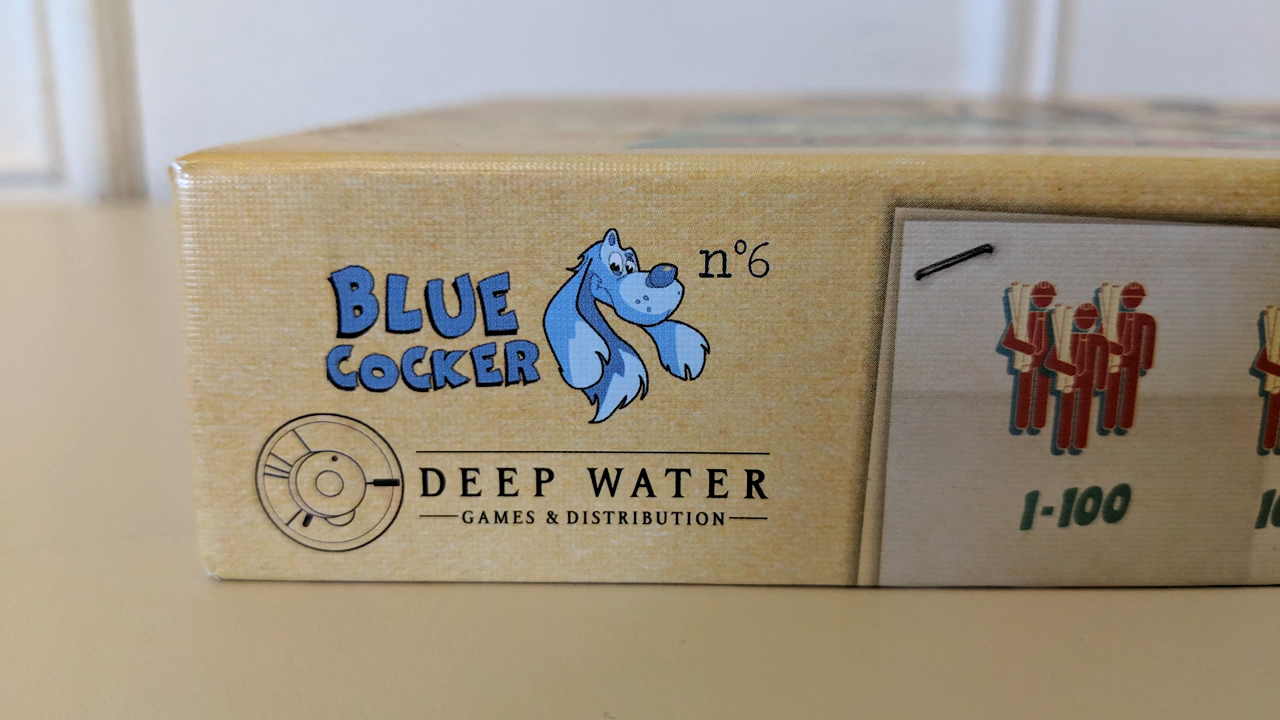 BLUE
COCKER
n°6
DEEP WATER
GAMES & DISTRIBUTION
1-100